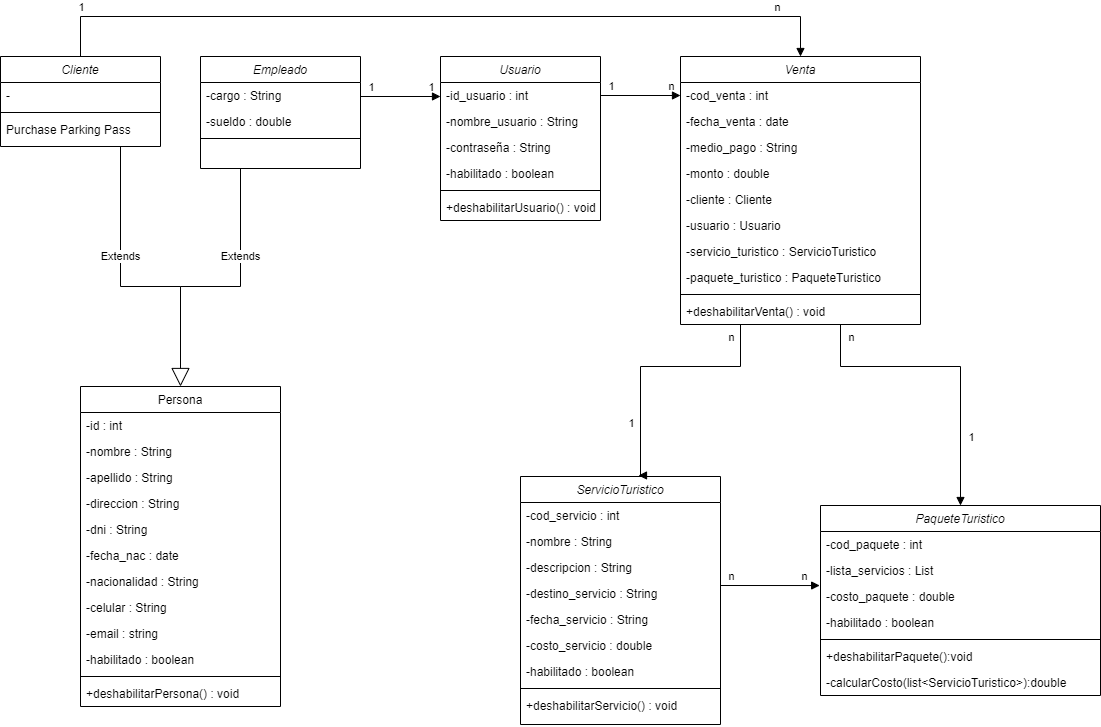 1
n
Cliente
-
Purchase Parking Pass
Empleado
-cargo : String
-sueldo : double
1
1
Usuario
-id_usuario : int
-nombre_usuario : String
-contraseña : String
-habilitado : boolean
+deshabilitarUsuario() : void
1
n
Venta
-cod_venta : int
-fecha_venta : date
-medio_pago : String
-monto : double
-cliente : Cliente
-usuario : Usuario
-servicio_turistico : ServicioTuristico
-paquete_turistico : PaqueteTuristico
+deshabilitarVenta() : void
Extends
Extends
n
n
1
1
Persona
-id : int
-nombre : String
-apellido : String
-direccion : String
-dni : String
-fecha_nac : date
-nacionalidad : String
-celular : String
-email : string
-habilitado : boolean
+deshabilitarPersona() : void
ServicioTuristico
-cod_servicio : int
-nombre : String
-descripcion : String
-destino_servicio : String
-fecha_servicio : String
-costo_servicio : double
-habilitado : boolean
+deshabilitarServicio() : void
n
n
PaqueteTuristico
-cod_paquete : int
-lista_servicios : List
-costo_paquete : double
-habilitado : boolean
+deshabilitarPaquete():void
-calcularCosto(list<ServicioTuristico>):double